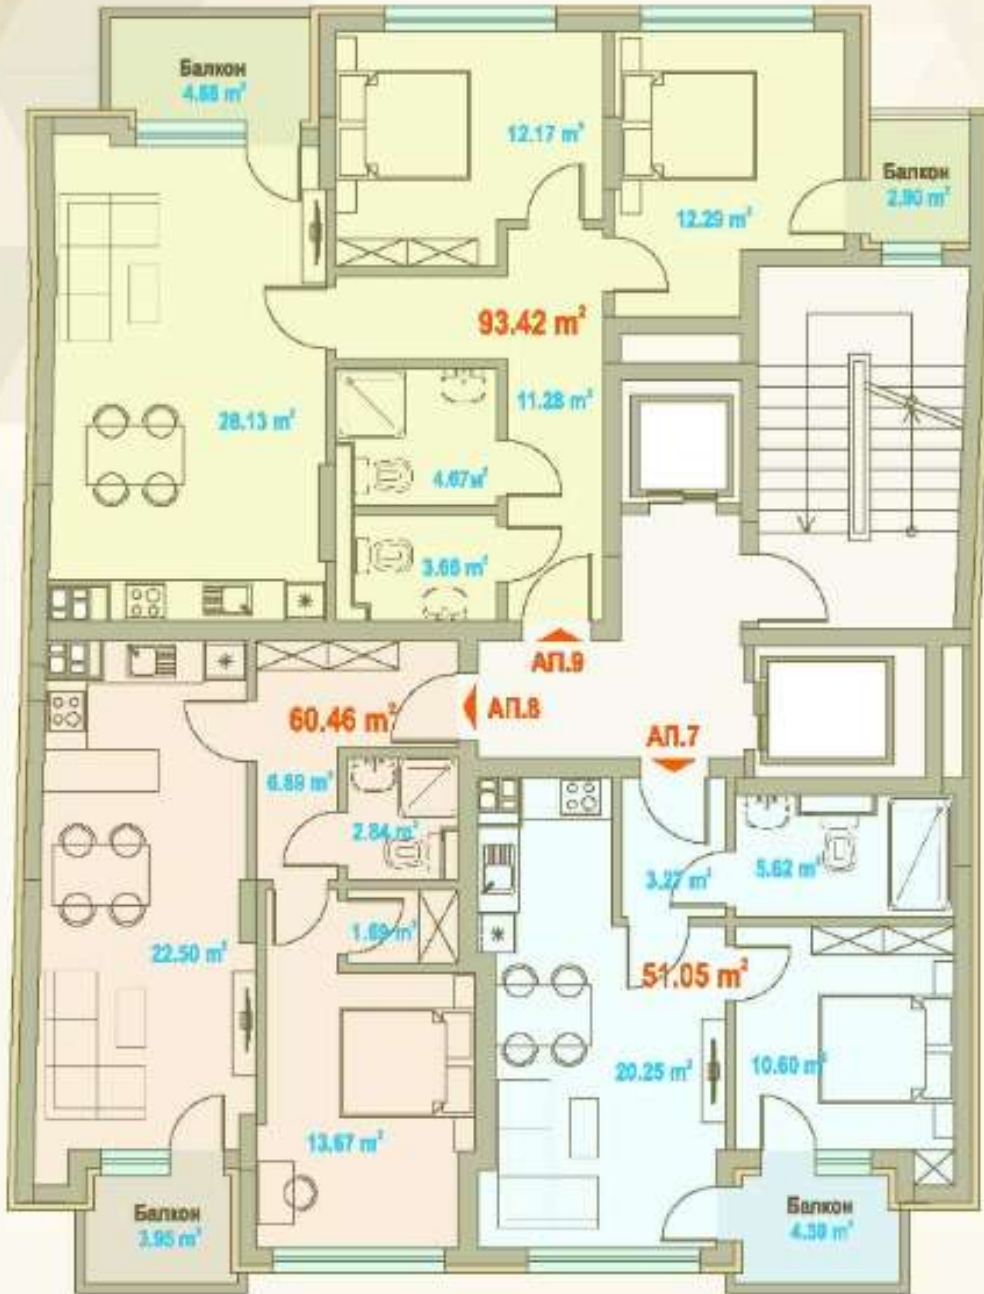 Балкон
4.68 m²
12.17 m²
12.29 m²
Балкон
2.90 m²
93.42 m²
28.13 m²
11.28 m²
4.67м²
3.66 m²
АП.9
АП.8
60.46 m²
АП.7
6.89 m²
2.84 m²
3.27 m²
5.62 m²
1.69 m²
22.50 m²
51.05 m²
20.25 m²
10.60 m²
13.67 m²
Балкон
3.95 m²
Балкон
4.39 m²